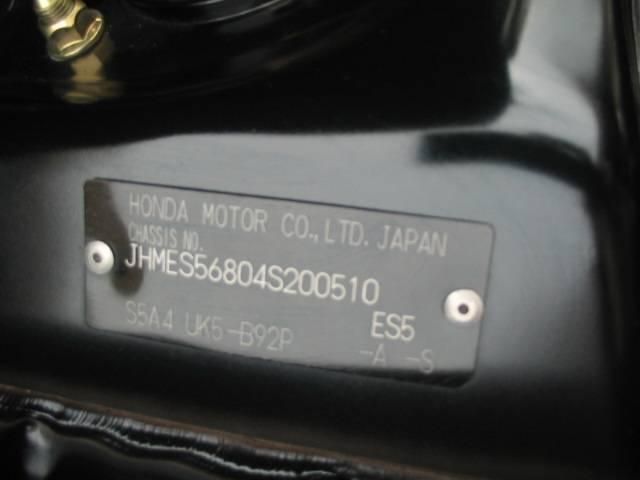 HONDA MOTOR CO.,LTD. JAPAN
CHASSIS NO.
JHMES56804S200510
S5A4 UK5-B92P ES5
-A -S